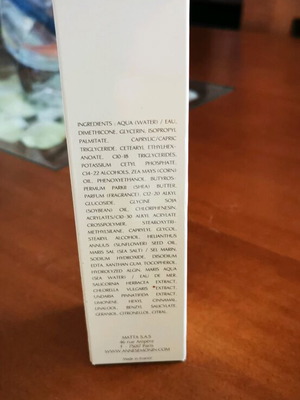 INGREDIENTS : AQUA (WATER) / EAU,
DIMETHICONE, GLYCERIN, ISOPROPYL
PALMITATE, CAPRYLIC/CAPRIC
TRIGLYCERIDE, CETEARYL ETHYLHEX-
ANOATE, C10-18 TRIGLYCERIDES,
POTASSIUM CETYL PHOSPHATE,
C14-22 ALCOHOLS, ZEA MAYS (CORN)
OIL, PHENOXYETHANOL, BUTYROS-
PERMUM PARKII (SHEA) BUTTER,
PARFUM (FRAGRANCE), C12-20 ALKYL
GLUCOSIDE, GLYCINE SOJA
(SOYBEAN) OIL, CHLORPHENESIN,
ACRYLATES/C10-30 ALKYL ACRYLATE
CROSSPOLYMER, STEAROXYTRI-
METHYLSILANE, CAPRYLYL GLYCOL,
STEARYL ALCOHOL, HELIANTHUS
ANNUUS (SUNFLOWER) SEED OIL,
MARIS SAL (SEA SALT) / SEL MARIN,
SODIUM HYDROXIDE, DISODIUM
EDTA, XANTHAN GUM, TOCOPHEROL,
HYDROLYZED ALGIN, MARIS AQUA
(SEA WATER) / EAU DE MER,
SALICORNIA HERBACEA EXTRACT,
CHLORELLA VULGARIS EXTRACT,
UNDARIA PINNATIFIDA EXTRACT,
LIMONENE, HEXYL CINNAMAL,
LINALOOL, BENZYL SALICYLATE,
GERANIOL, CITRONELLOL, CITRAL.
F - 75017 Paris